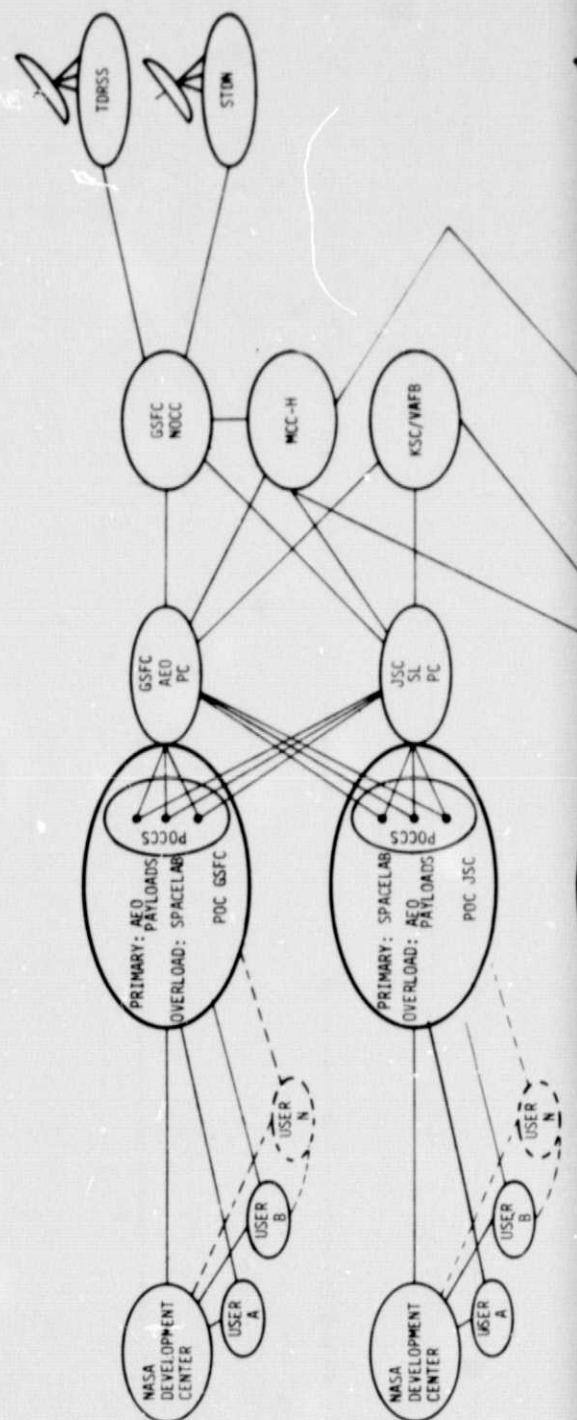 TDRSS
STDN
GSFC
NOCC
MCC-H
KSC/VAFB
GSFC
AEO
PC
JSC
SL
PC
POCCS
PRIMARY: AEO
PAYLOADS
OVERLOAD: SPACELAB
POC GSFC
POCCS
PRIMARY: SPACELAB
OVERLOAD: AEO
PAYLOADS
POC JSC
NASA
DEVELOPMENT
CENTER
USER
A
USER
B
USER
N
NASA
DEVELOPMENT
CENTER
USER
A
USER
B
USER
N